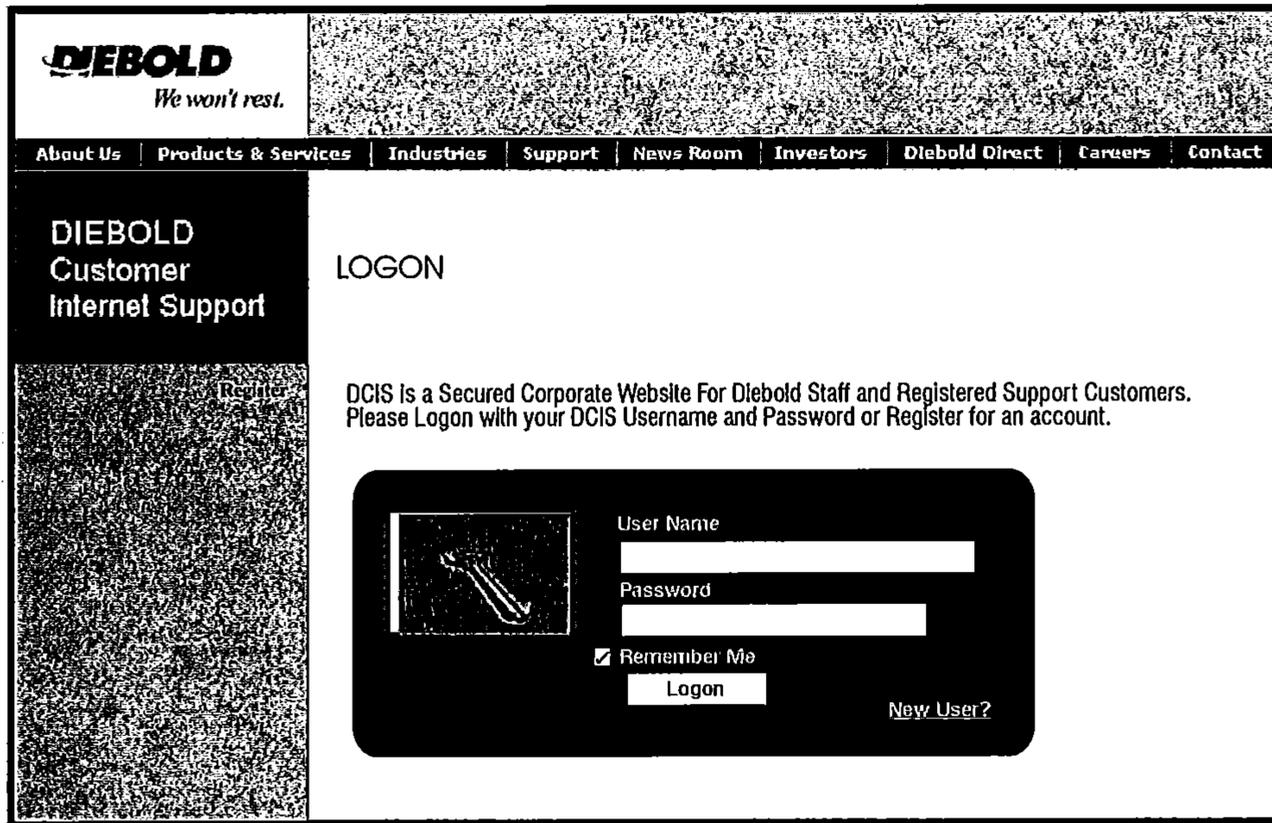 DIEBOLD
We won't rest.
About Us | Products & Services | Industries | Support | News Room | Investors | Diebold Direct | Careers | Contact
DIEBOLD
Customer
Internet Support
LOGON
Register
DCIS is a Secured Corporate Website For Diebold Staff and Registered Support Customers.
Please Logon with your DCIS Username and Password or Register for an account.
User Name
Password
Remember Me
Logon
New User?